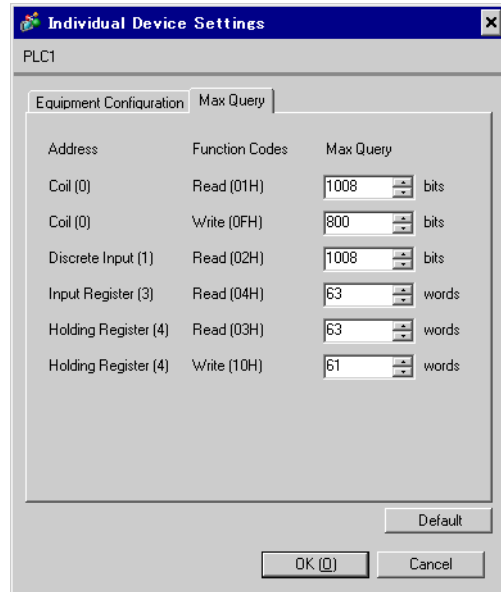 Individual Device Settings
PLC1
Equipment Configuration Max Query
Address Function Codes Max Query
Coil (0) Read (01H) 1008 bits
Coil (0) Write (0FH) 800 bits
Discrete Input (1) Read (02H) 1008 bits
Input Register (3) Read (04H) 63 words
Holding Register (4) Read (03H) 63 words
Holding Register (4) Write (10H) 61 words
Default
OK (O) Cancel